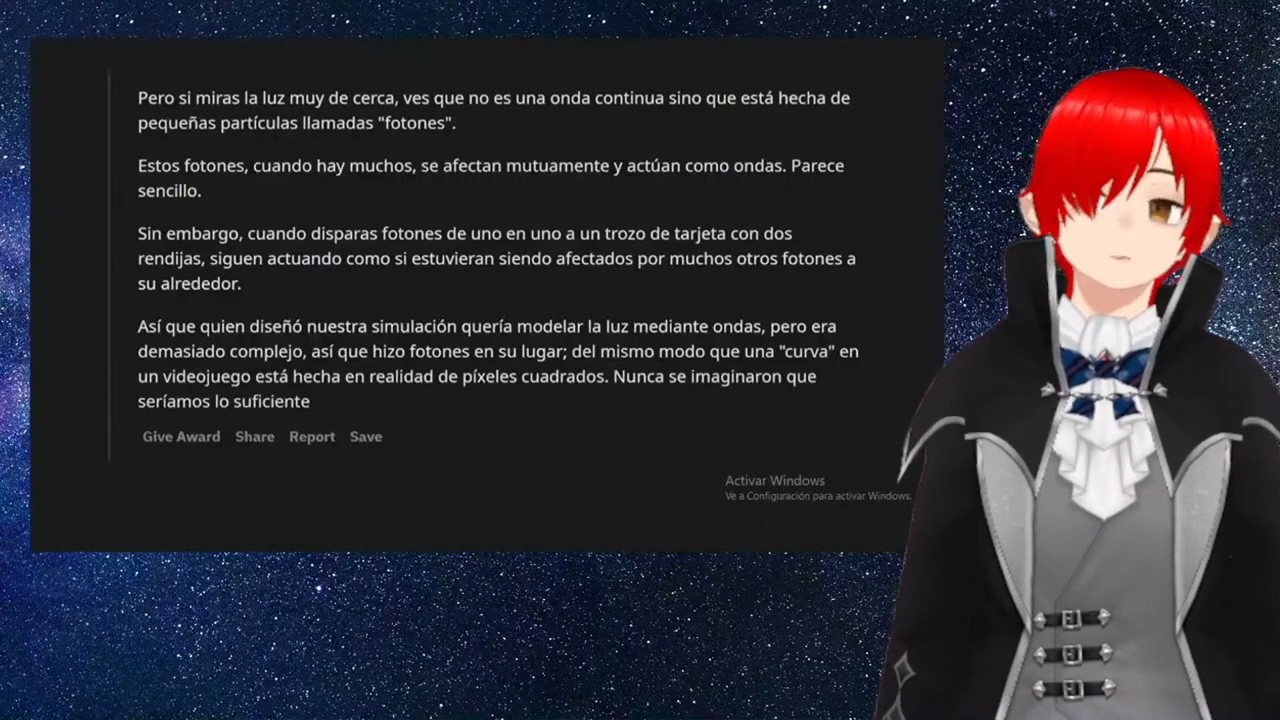 Pero si miras la luz muy de cerca, ves que no es una onda continua sino que está hecha de
pequeñas partículas llamadas "fotones".
Estos fotones, cuando hay muchos, se afectan mutuamente y actúan como ondas. Parece
sencillo.
Sin embargo, cuando disparas fotones de uno en uno a un trozo de tarjeta con dos
rendijas, siguen actuando como si estuvieran siendo afectados por muchos otros fotones a
su alrededor.
Así que quien diseñó nuestra simulación quería modelar la luz mediante ondas, pero era
demasiado complejo, así que hizo fotones en su lugar; del mismo modo que una "curva" en
un videojuego está hecha en realidad de píxeles cuadrados. Nunca se imaginaron que
seríamos lo suficiente
Give Award Share Report Save
Activar Windows
Ve a Configuración para activar Windows.